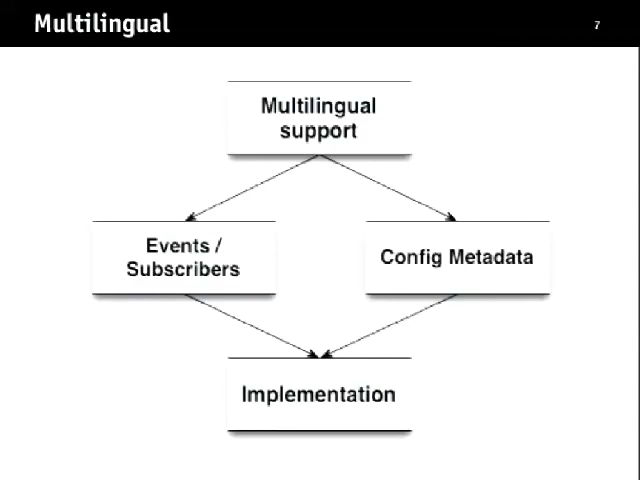 Multilingual
7
Multilingual
support
Events /
Subscribers
Config Metadata
Implementation